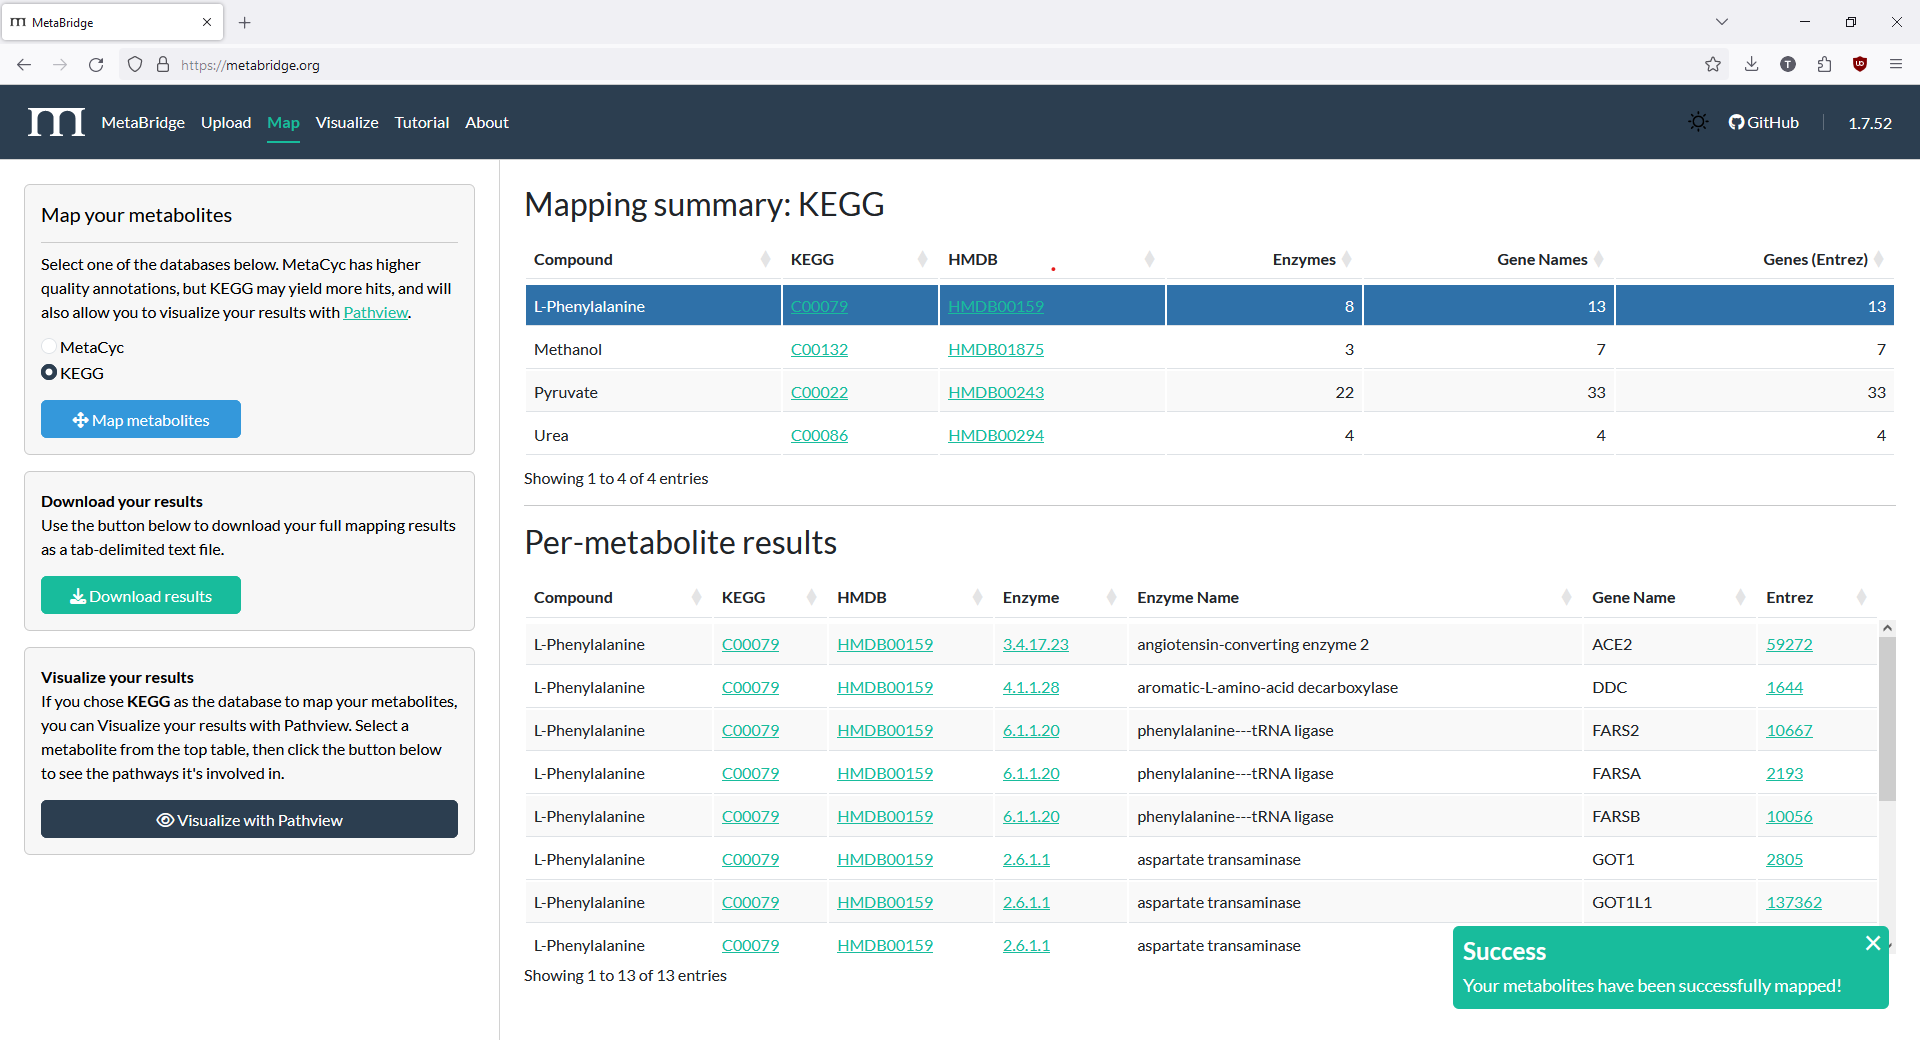 MetaBridge
https://metabridge.org
m MetaBridge Upload Map Visualize Tutorial About GitHub 1.7.52
Map your metabolites
Select one of the databases below. MetaCyc has higher
quality annotations, but KEGG may yield more hits, and will
also allow you to visualize your results with Pathview.
MetaCyc
KEGG
Map metabolites
Download your results
Use the button below to download your full mapping results
as a tab-delimited text file.
Download results
Visualize your results
If you chose KEGG as the database to map your metabolites,
you can Visualize your results with Pathview. Select a
metabolite from the top table, then click the button below
to see the pathways it's involved in.
Visualize with Pathview
Mapping summary: KEGG
Compound KEGG HMDB Enzymes Gene Names Genes (Entrez)
L-Phenylalanine C00079 HMDB00159 8 13 13
Methanol C00132 HMDB01875 3 7 7
Pyruvate C00022 HMDB00243 22 33 33
Urea C00086 HMDB00294 4 4 4
Showing 1 to 4 of 4 entries
Per-metabolite results
Compound KEGG HMDB Enzyme Enzyme Name Gene Name Entrez
L-Phenylalanine C00079 HMDB00159 3.4.17.23 angiotensin-converting enzyme 2 ACE2 59272
L-Phenylalanine C00079 HMDB00159 4.1.1.28 aromatic-L-amino-acid decarboxylase DDC 1644
L-Phenylalanine C00079 HMDB00159 6.1.1.20 phenylalanine---tRNA ligase FARS2 10667
L-Phenylalanine C00079 HMDB00159 6.1.1.20 phenylalanine---tRNA ligase FARSA 2193
L-Phenylalanine C00079 HMDB00159 6.1.1.20 phenylalanine---tRNA ligase FARSB 10056
L-Phenylalanine C00079 HMDB00159 2.6.1.1 aspartate transaminase GOT1 2805
L-Phenylalanine C00079 HMDB00159 2.6.1.1 aspartate transaminase GOT1L1 137362
L-Phenylalanine C00079 HMDB00159 2.6.1.1 aspartate transaminase
Showing 1 to 13 of 13 entries
Success
Your metabolites have been successfully mapped!